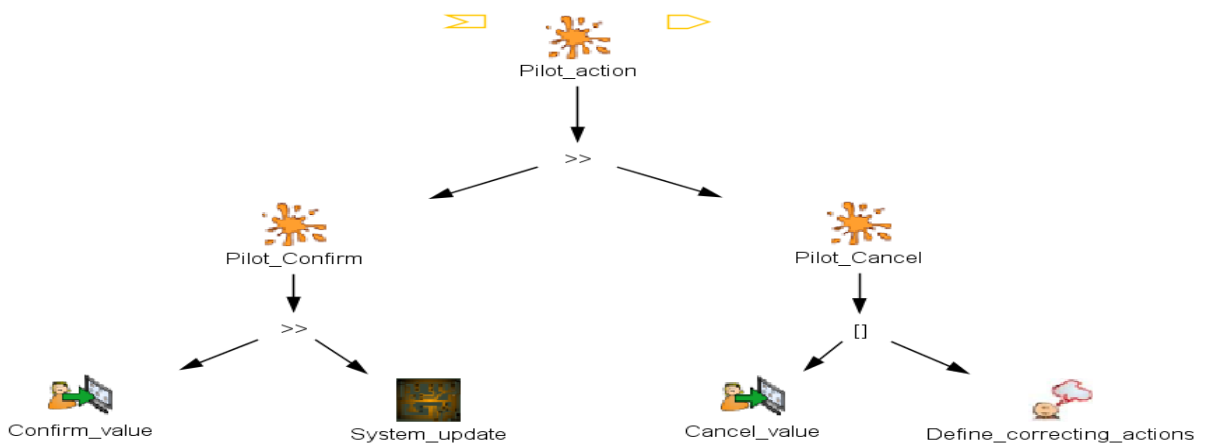 Pilot_action
>>
Pilot_Confirm
Pilot_Cancel
>>
[]
Confirm_value
System_update
Cancel_value
Define_correcting_actions